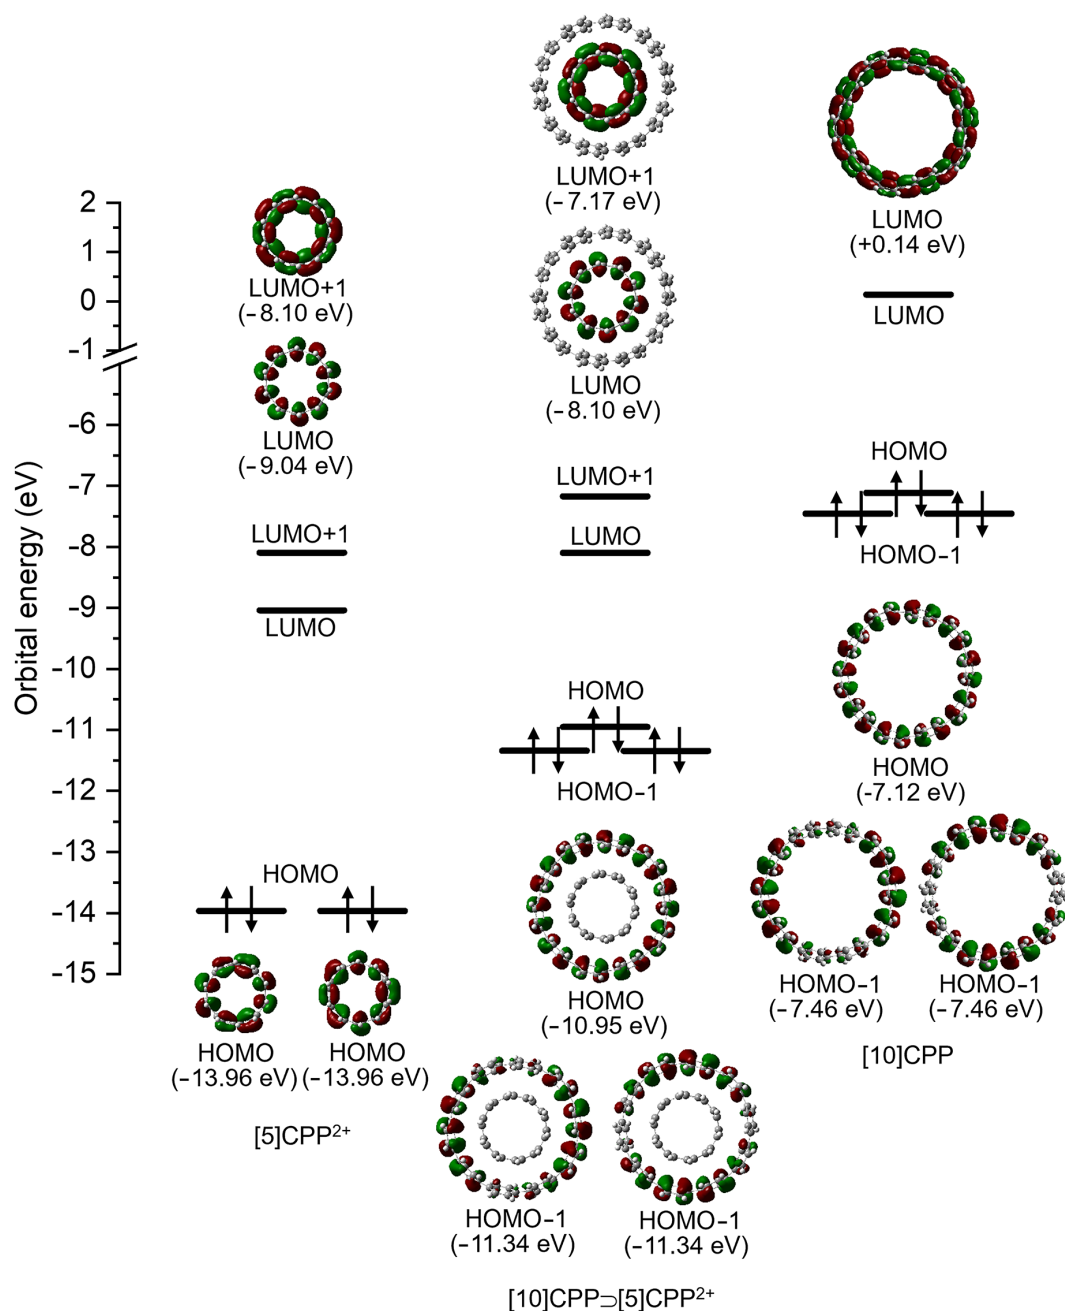 Orbital energy (eV)
2
1
0
-1
-6
-7
-8
-9
-10
-11
-12
-13
-14
-15
LUMO+1
(-8.10 eV)
LUMO
(-9.04 eV)
LUMO+1
LUMO
HOMO
HOMO
(-13.96 eV)
HOMO
(-13.96 eV)
[5]CPP²⁺
LUMO+1
(-7.17 eV)
LUMO
(-8.10 eV)
LUMO+1
LUMO
HOMO
HOMO-1
HOMO
(-10.95 eV)
HOMO-1
(-11.34 eV)
HOMO-1
(-11.34 eV)
[10]CPP⊃[5]CPP²⁺
LUMO
(+0.14 eV)
LUMO
HOMO
HOMO-1
HOMO
(-7.12 eV)
HOMO-1
(-7.46 eV)
HOMO-1
(-7.46 eV)
[10]CPP